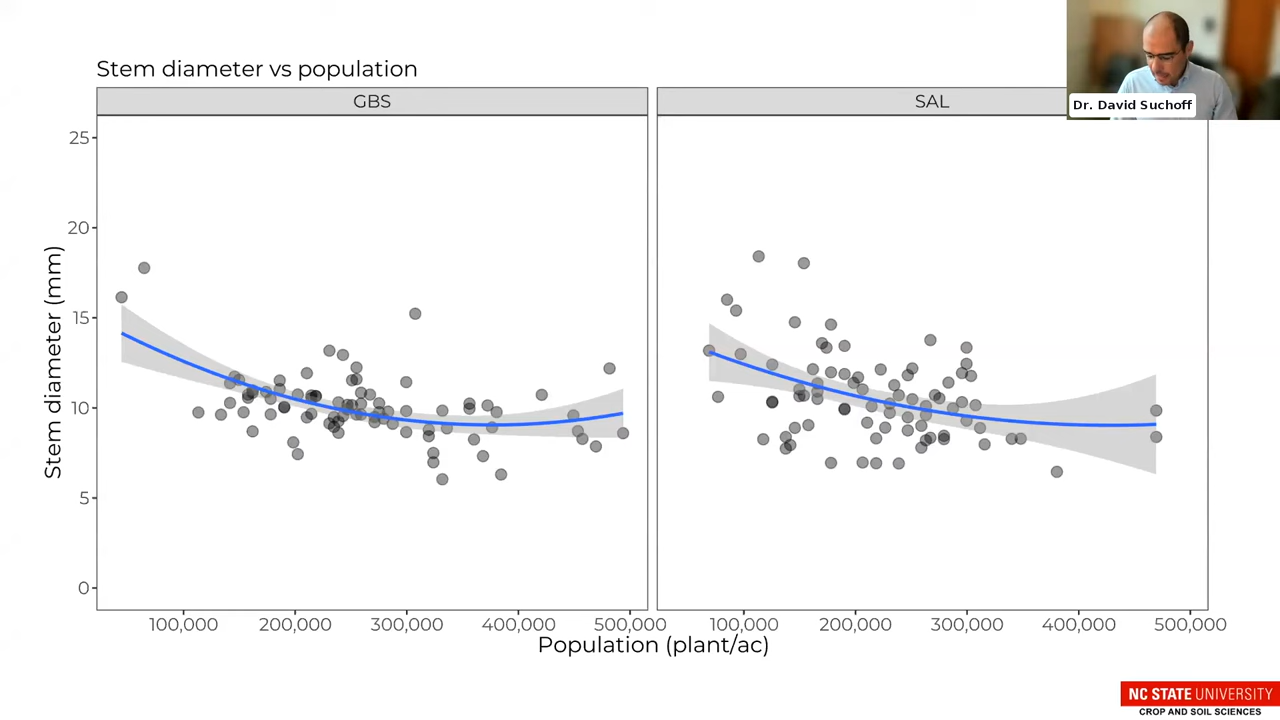 Stem diameter vs population
GBS
SAL
Dr. David Suchoff
25
20
15
10
5
0
Stem diameter (mm)
100,000
200,000
300,000
400,000
500,000
100,000
200,000
300,000
400,000
500,000
Population (plant/ac)
NC STATE UNIVERSITY
CROP AND SOIL SCIENCES